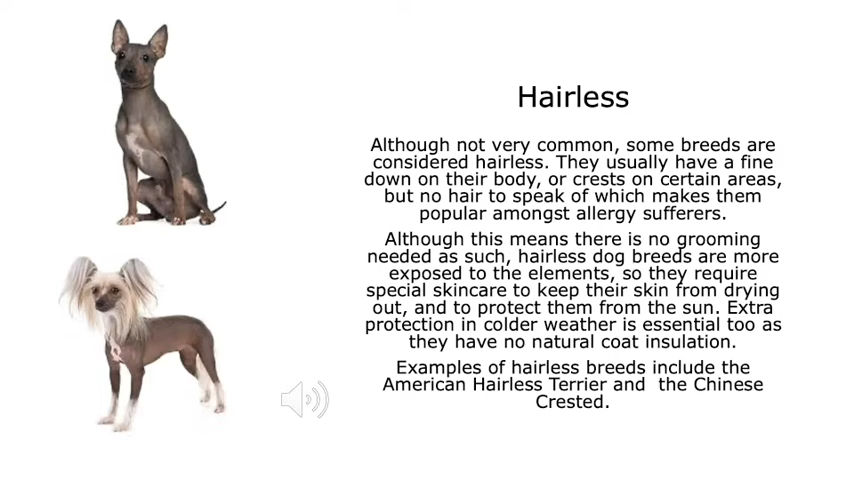 Hairless
Although not very common, some breeds are
considered hairless. They usually have a fine
down on their body, or crests on certain areas,
but no hair to speak of which makes them
popular amongst allergy sufferers.
Although this means there is no grooming
needed as such, hairless dog breeds are more
exposed to the elements, so they require
special skincare to keep their skin from drying
out, and to protect them from the sun. Extra
protection in colder weather is essential too as
they have no natural coat insulation.
Examples of hairless breeds include the
American Hairless Terrier and  the Chinese
Crested.